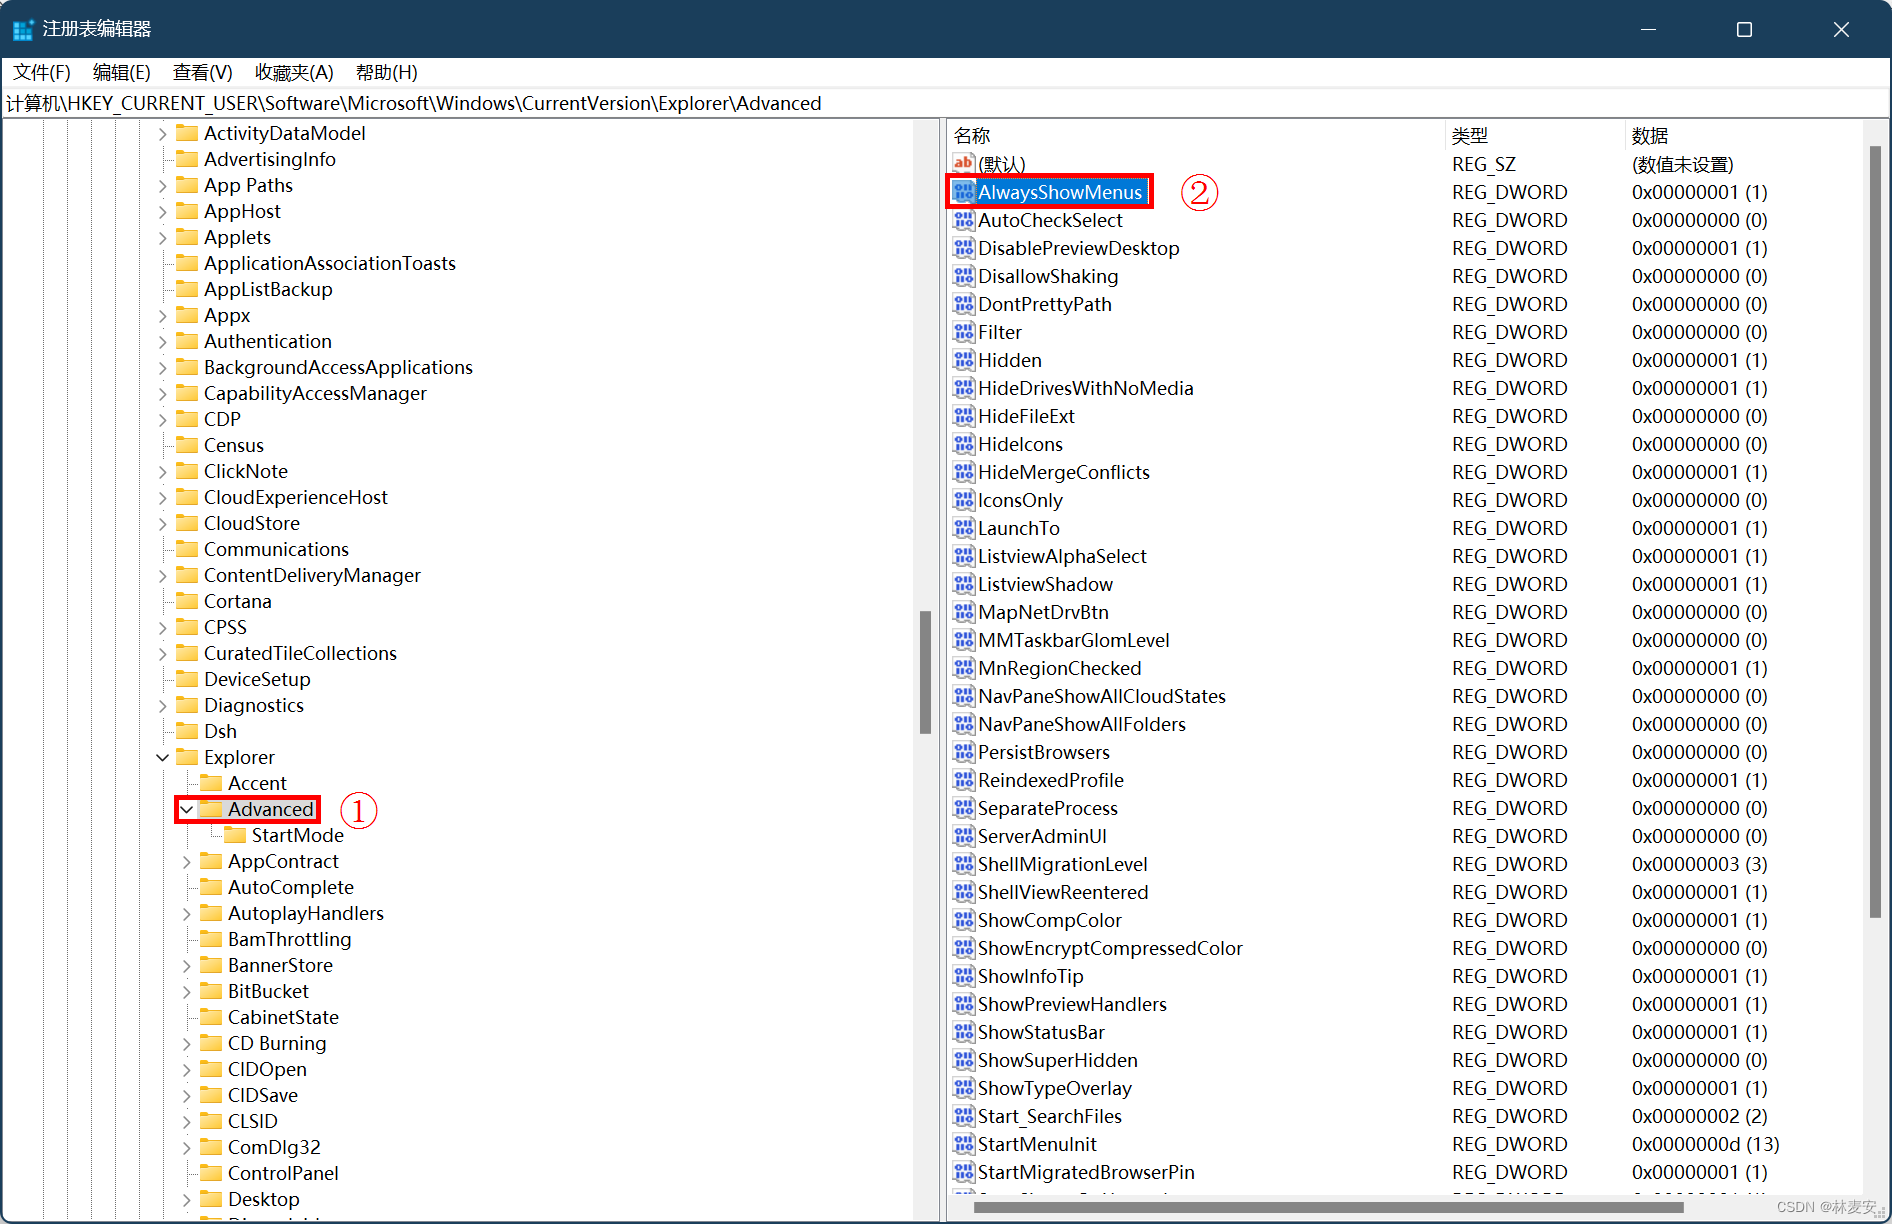 注册表编辑器
文件(F) 编辑(E) 查看(V) 收藏夹(A) 帮助(H)
计算机\HKEY_CURRENT_USER\Software\Microsoft\Windows\CurrentVersion\Explorer\Advanced
ActivityDataModel
AdvertisingInfo
App Paths
AppHost
Applets
ApplicationAssociationToasts
AppListBackup
Appx
Authentication
BackgroundAccessApplications
CapabilityAccessManager
CDP
Census
ClickNote
CloudExperienceHost
CloudStore
Communications
ContentDeliveryManager
Cortana
CPSS
CuratedTileCollections
DeviceSetup
Diagnostics
Dsh
Explorer
Accent
Advanced ①
StartMode
AppContract
AutoComplete
AutoplayHandlers
BamThrottling
BannerStore
BitBucket
CabinetState
CD Burning
CIDOpen
CIDSave
CLSID
ComDlg32
ControlPanel
Desktop
名称 类型 数据
(默认) REG_SZ (数值未设置)
AlwaysShowMenus ② REG_DWORD 0x00000001 (1)
AutoCheckSelect REG_DWORD 0x00000000 (0)
DisablePreviewDesktop REG_DWORD 0x00000001 (1)
DisallowShaking REG_DWORD 0x00000000 (0)
DontPrettyPath REG_DWORD 0x00000000 (0)
Filter REG_DWORD 0x00000000 (0)
Hidden REG_DWORD 0x00000001 (1)
HideDrivesWithNoMedia REG_DWORD 0x00000001 (1)
HideFileExt REG_DWORD 0x00000000 (0)
HideIcons REG_DWORD 0x00000000 (0)
HideMergeConflicts REG_DWORD 0x00000001 (1)
IconsOnly REG_DWORD 0x00000000 (0)
LaunchTo REG_DWORD 0x00000001 (1)
ListviewAlphaSelect REG_DWORD 0x00000001 (1)
ListviewShadow REG_DWORD 0x00000001 (1)
MapNetDrvBtn REG_DWORD 0x00000000 (0)
MMTaskbarGlomLevel REG_DWORD 0x00000000 (0)
MnRegionChecked REG_DWORD 0x00000001 (1)
NavPaneShowAllCloudStates REG_DWORD 0x00000000 (0)
NavPaneShowAllFolders REG_DWORD 0x00000000 (0)
PersistBrowsers REG_DWORD 0x00000000 (0)
ReindexedProfile REG_DWORD 0x00000001 (1)
SeparateProcess REG_DWORD 0x00000000 (0)
ServerAdminUI REG_DWORD 0x00000000 (0)
ShellMigrationLevel REG_DWORD 0x00000003 (3)
ShellViewReentered REG_DWORD 0x00000001 (1)
ShowCompColor REG_DWORD 0x00000001 (1)
ShowEncryptCompressedColor REG_DWORD 0x00000000 (0)
ShowInfoTip REG_DWORD 0x00000001 (1)
ShowPreviewHandlers REG_DWORD 0x00000001 (1)
ShowStatusBar REG_DWORD 0x00000001 (1)
ShowSuperHidden REG_DWORD 0x00000000 (0)
ShowTypeOverlay REG_DWORD 0x00000001 (1)
Start_SearchFiles REG_DWORD 0x00000002 (2)
StartMenuInit REG_DWORD 0x0000000d (13)
StartMigratedBrowserPin REG_DWORD 0x00000001 (1)
CSDN @林麦安